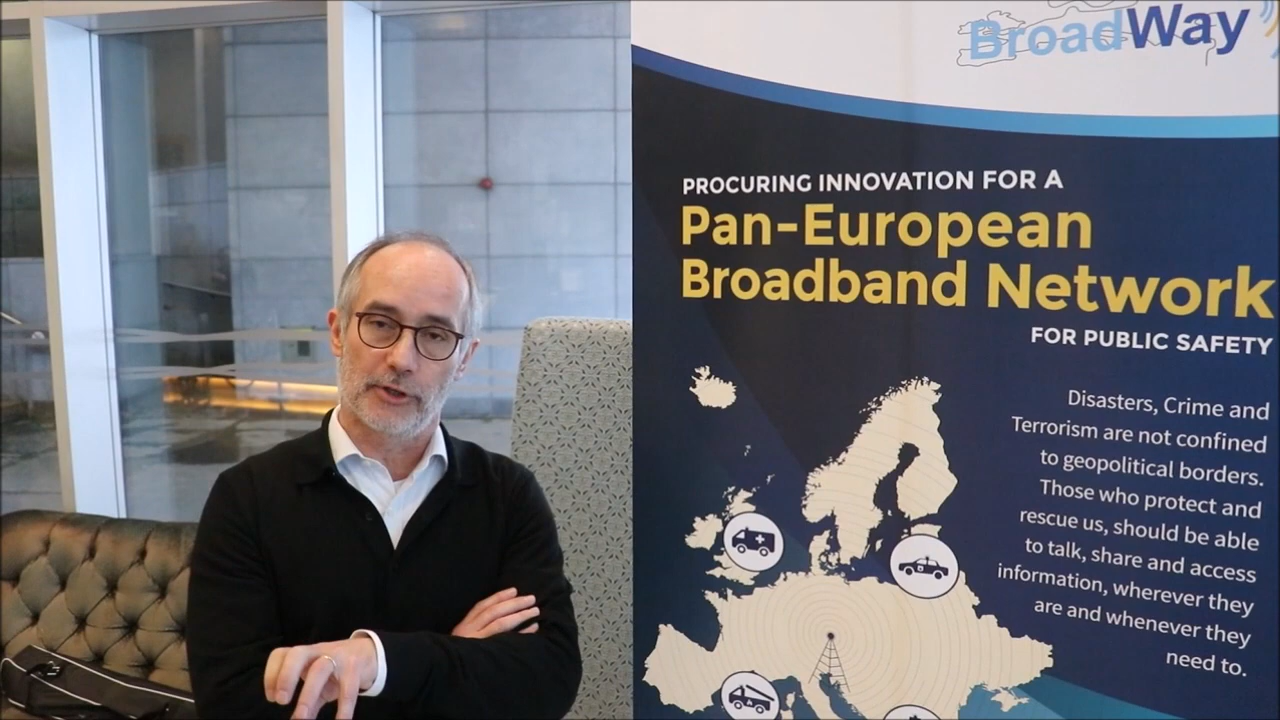 BroadWay
PROCURING INNOVATION FOR A
Pan-European
Broadband Network
FOR PUBLIC SAFETY
Disasters, Crime and
Terrorism are not confined
to geopolitical borders.
Those who protect and
rescue us, should be able
to talk, share and access
information, wherever they
are and whenever they
need to.